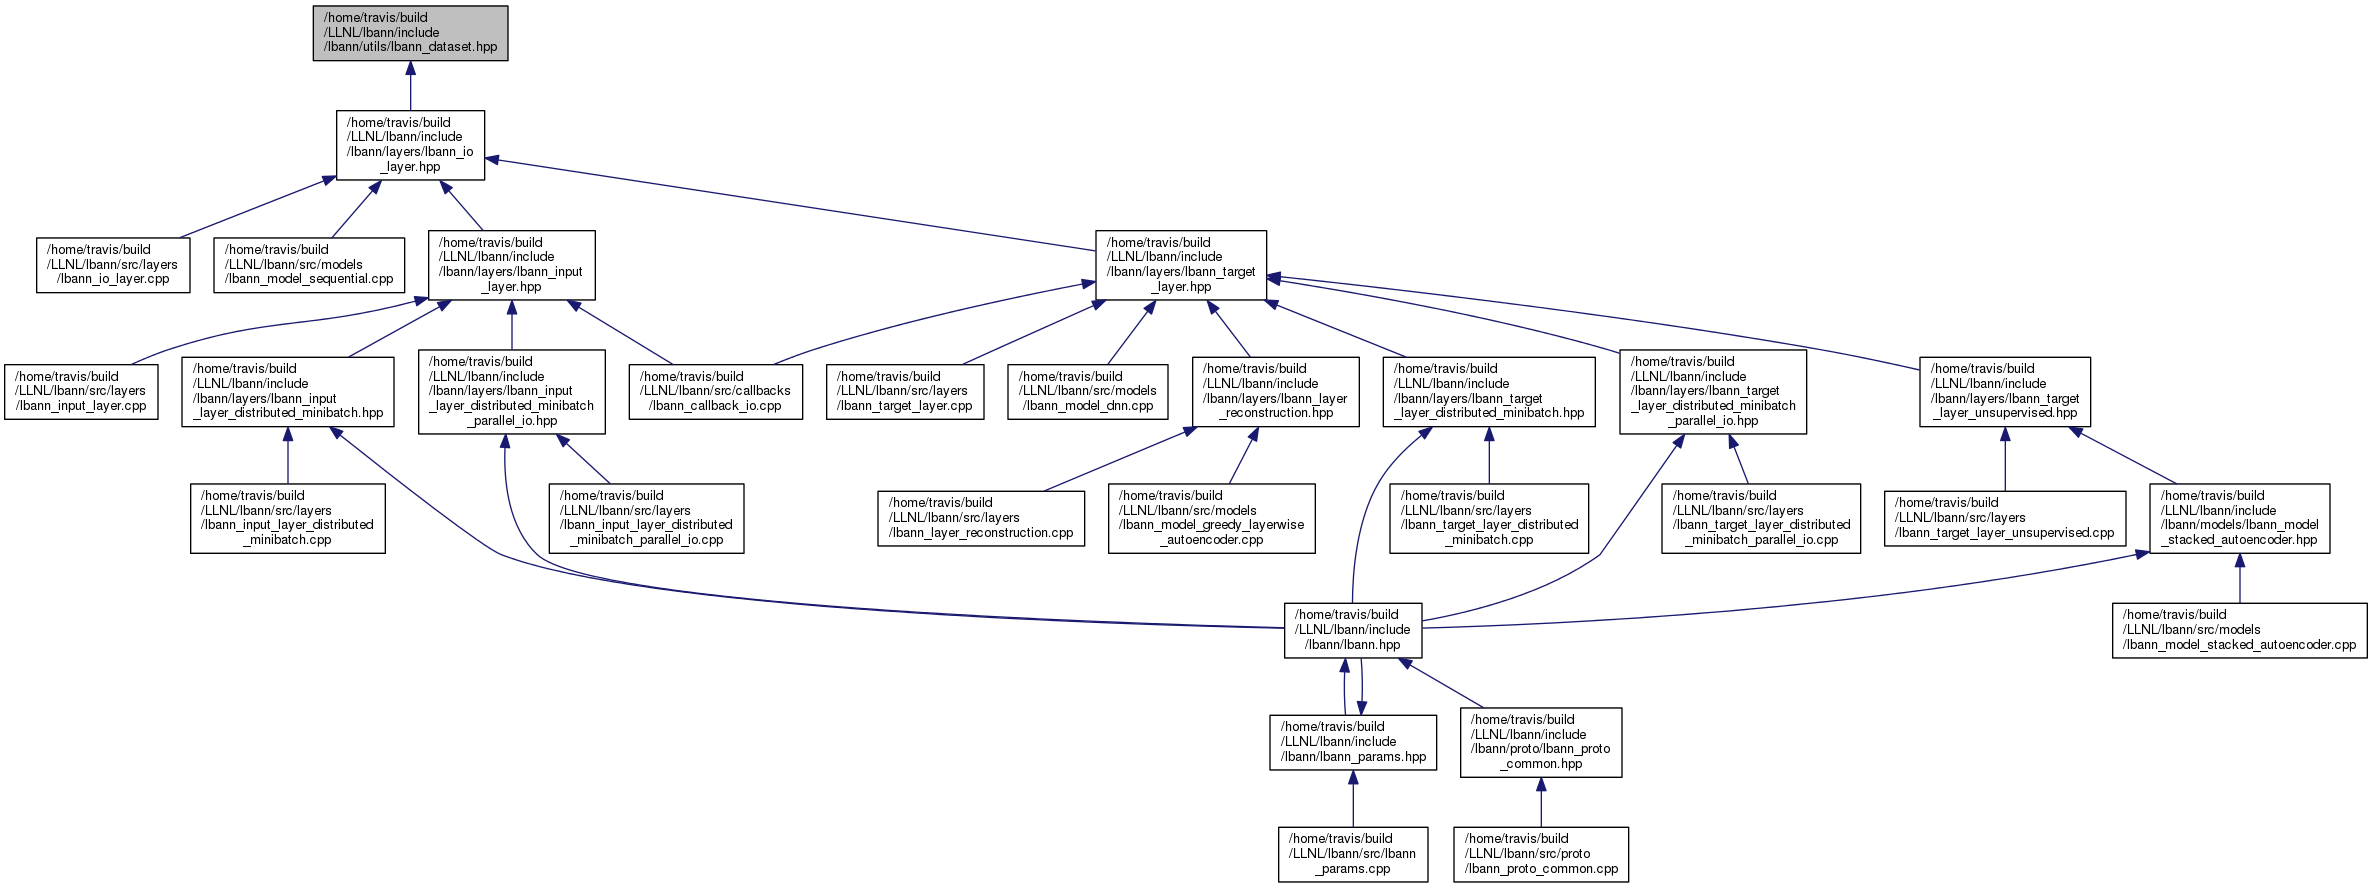 /home/travis/build
/LLNL/lbann/include
/lbann/utils/lbann_dataset.hpp
/home/travis/build
/LLNL/lbann/include
/lbann/layers/lbann_io
_layer.hpp
/home/travis/build
/LLNL/lbann/src/layers
/lbann_io_layer.cpp
/home/travis/build
/LLNL/lbann/src/models
/lbann_model_sequential.cpp
/home/travis/build
/LLNL/lbann/include
/lbann/layers/lbann_input
_layer.hpp
/home/travis/build
/LLNL/lbann/include
/lbann/layers/lbann_target
_layer.hpp
/home/travis/build
/LLNL/lbann/src/layers
/lbann_input_layer.cpp
/home/travis/build
/LLNL/lbann/include
/lbann/layers/lbann_input
_layer_distributed_minibatch.hpp
/home/travis/build
/LLNL/lbann/include
/lbann/layers/lbann_input
_layer_distributed_minibatch
_parallel_io.hpp
/home/travis/build
/LLNL/lbann/src/callbacks
/lbann_callback_io.cpp
/home/travis/build
/LLNL/lbann/src/layers
/lbann_target_layer.cpp
/home/travis/build
/LLNL/lbann/src/models
/lbann_model_dnn.cpp
/home/travis/build
/LLNL/lbann/include
/lbann/layers/lbann_layer
_reconstruction.hpp
/home/travis/build
/LLNL/lbann/include
/lbann/layers/lbann_target
_layer_distributed_minibatch.hpp
/home/travis/build
/LLNL/lbann/include
/lbann/layers/lbann_target
_layer_distributed_minibatch
_parallel_io.hpp
/home/travis/build
/LLNL/lbann/include
/lbann/layers/lbann_target
_layer_unsupervised.hpp
/home/travis/build
/LLNL/lbann/src/layers
/lbann_input_layer_distributed
_minibatch.cpp
/home/travis/build
/LLNL/lbann/src/layers
/lbann_input_layer_distributed
_minibatch_parallel_io.cpp
/home/travis/build
/LLNL/lbann/src/layers
/lbann_layer_reconstruction.cpp
/home/travis/build
/LLNL/lbann/src/models
/lbann_model_greedy_layerwise
_autoencoder.cpp
/home/travis/build
/LLNL/lbann/src/layers
/lbann_target_layer_distributed
_minibatch.cpp
/home/travis/build
/LLNL/lbann/src/layers
/lbann_target_layer_distributed
_minibatch_parallel_io.cpp
/home/travis/build
/LLNL/lbann/src/layers
/lbann_target_layer_unsupervised.cpp
/home/travis/build
/LLNL/lbann/include
/lbann/models/lbann_model
_stacked_autoencoder.hpp
/home/travis/build
/LLNL/lbann/include
/lbann/lbann.hpp
/home/travis/build
/LLNL/lbann/src/models
/lbann_model_stacked_autoencoder.cpp
/home/travis/build
/LLNL/lbann/include
/lbann/lbann_params.hpp
/home/travis/build
/LLNL/lbann/include
/lbann/proto/lbann_proto
_common.hpp
/home/travis/build
/LLNL/lbann/src/lbann
_params.cpp
/home/travis/build
/LLNL/lbann/src/proto
/lbann_proto_common.cpp